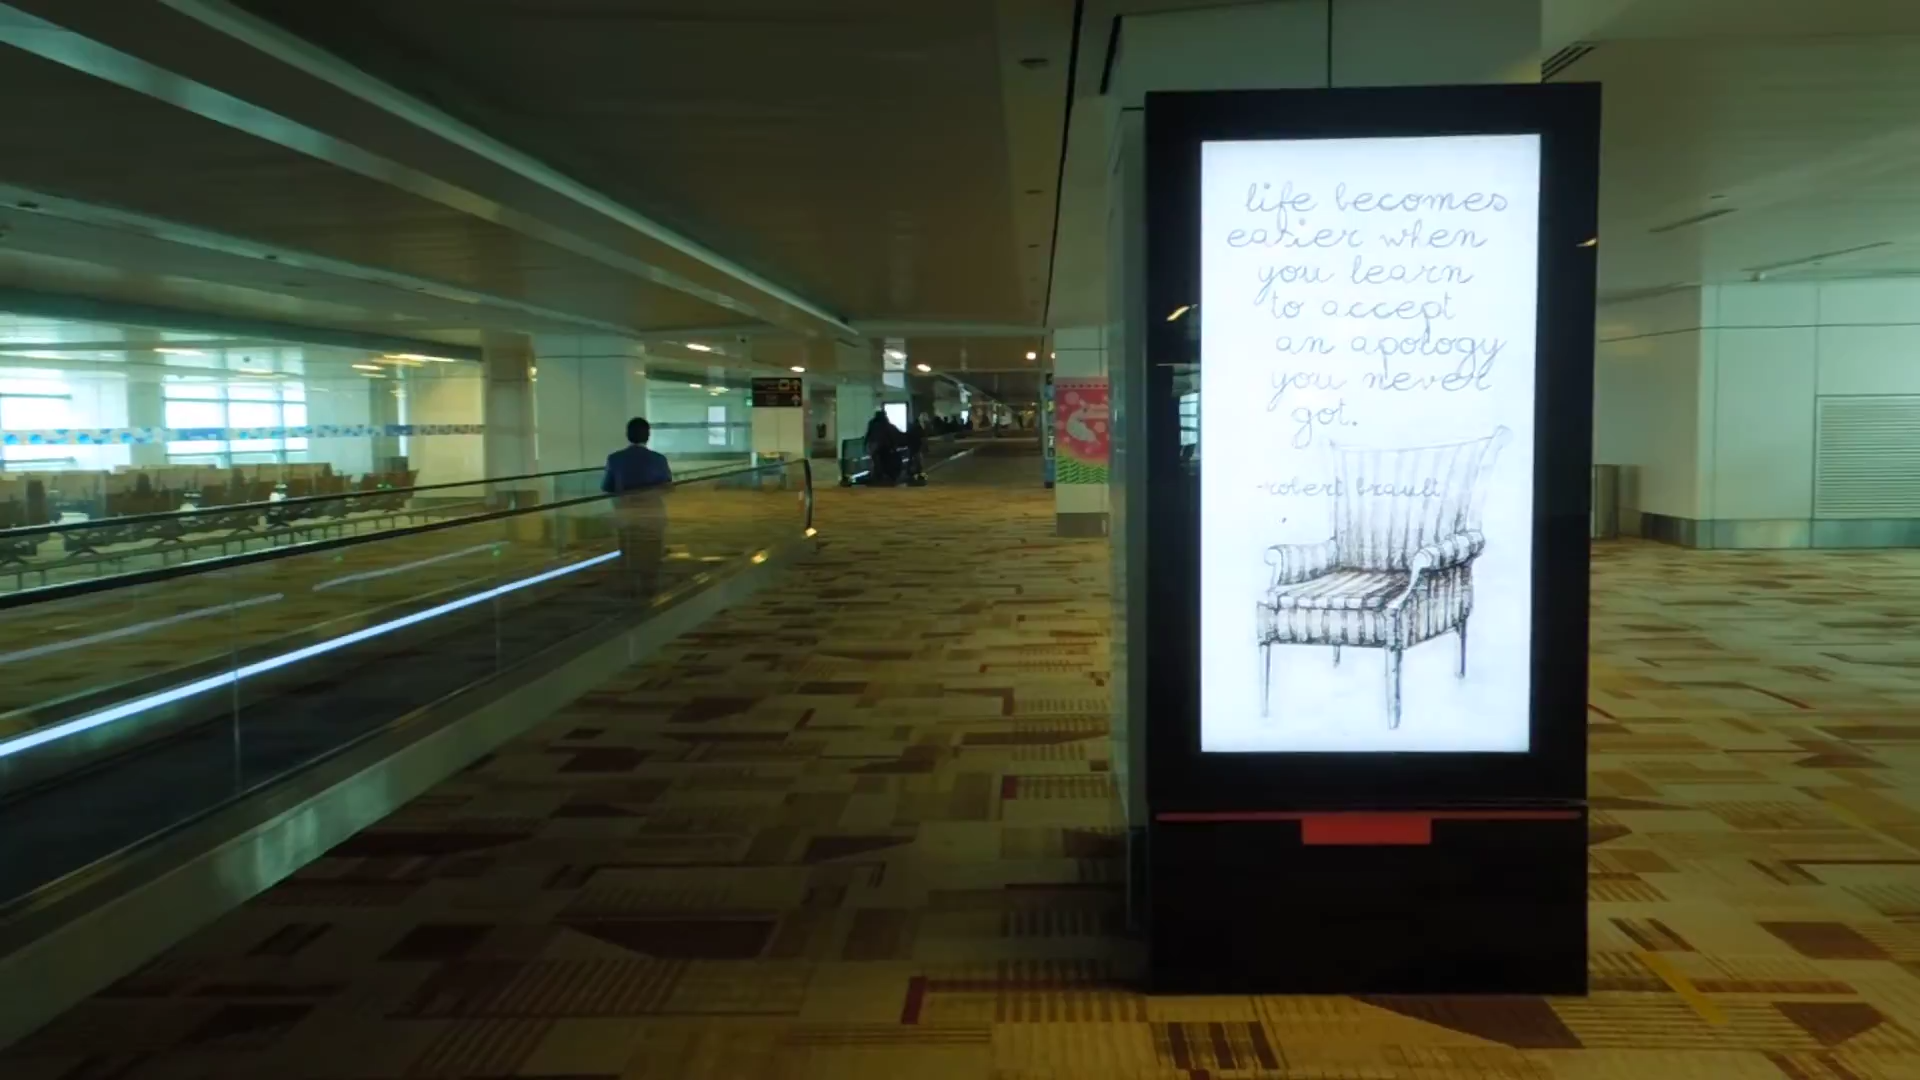 life becomes
easier when
you learn
to accept
an apology
you never
got.
-robert brault